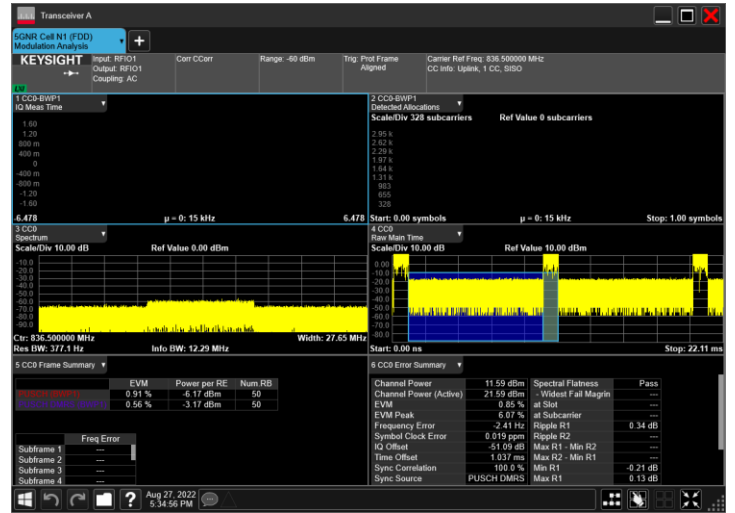 Transceiver A
5GNR Cell N1 (FDD)
Modulation Analysis
KEYSIGHT
LXI
Input: RFIO1
Output: RFIO1
Coupling: AC
Corr CCorr
Range: -60 dBm
Trig: Prot Frame
Aligned
Carrier Ref Freq: 836.500000 MHz
CC Info: Uplink, 1 CC, SISO
1 CC0-BWP1
IQ Meas Time
1.60
1.20
800 m
400 m
0
-400 m
-800 m
-1.20
-1.60
-6.478 µ = 0: 15 kHz 6.478
2 CC0-BWP1
Detected Allocations
Scale/Div 328 subcarriers Ref Value 0 subcarriers
2.95 k
2.62 k
2.29 k
1.97 k
1.64 k
1.31 k
983
655
328
Start: 0.00 symbols µ = 0: 15 kHz Stop: 1.00 symbols
3 CC0
Spectrum
Scale/Div 10.00 dB Ref Value 0.00 dBm
-10.0
-20.0
-30.0
-40.0
-50.0
-60.0
-70.0
-80.0
-90.0
Ctr: 836.500000 MHz Width: 27.65 MHz
Res BW: 377.1 Hz Info BW: 12.29 MHz
4 CC0
Raw Main Time
Scale/Div 10.00 dB Ref Value 10.00 dBm
0.00
-10.0
-20.0
-30.0
-40.0
-50.0
-60.0
-70.0
-80.0
Start: 0.00 ns Stop: 22.11 ms
5 CC0 Frame Summary
EVM Power per RE Num.RB
0.91 % -6.17 dBm 50
0.56 % -3.17 dBm 50
Freq Error
Subframe 1 ---
Subframe 2 ---
Subframe 3 ---
Subframe 4 ---
6 CC0 Error Summary
Channel Power 11.59 dBm Spectral Flatness Pass
Channel Power (Active) 21.59 dBm - Widest Fail Magrin ---
EVM 0.85 % at Slot ---
EVM Peak 6.07 % at Subcarrier ---
Frequency Error -2.41 Hz Ripple R1 0.34 dB
Symbol Clock Error 0.019 ppm Ripple R2 ---
IQ Offset -51.09 dB Max R1 - Min R2 ---
Time Offset 1.037 ms Max R2 - Min R1 ---
Sync Correlation 100.0 % Min R1 -0.21 dB
Sync Source PUSCH DMRS Max R1 0.13 dB
Aug 27, 2022
5:34:56 PM